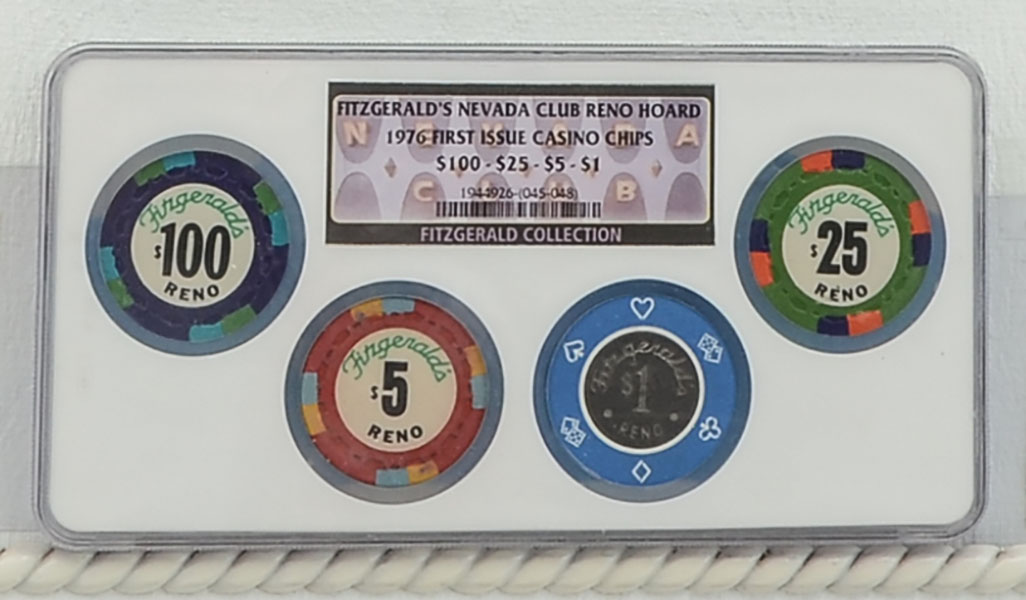 FITZGERALD'S NEVADA CLUB RENO HOARD
NEVADA
1976 FIRST ISSUE CASINO CHIPS
$100 - $25 - $5 - $1
1944926-(045-048)
FITZGERALD COLLECTION
Fitzgerald's
$100
RENO
Fitzgerald's
$25
RENO
Fitzgerald's
$5
RENO
Fitzgerald's
$1
RENO